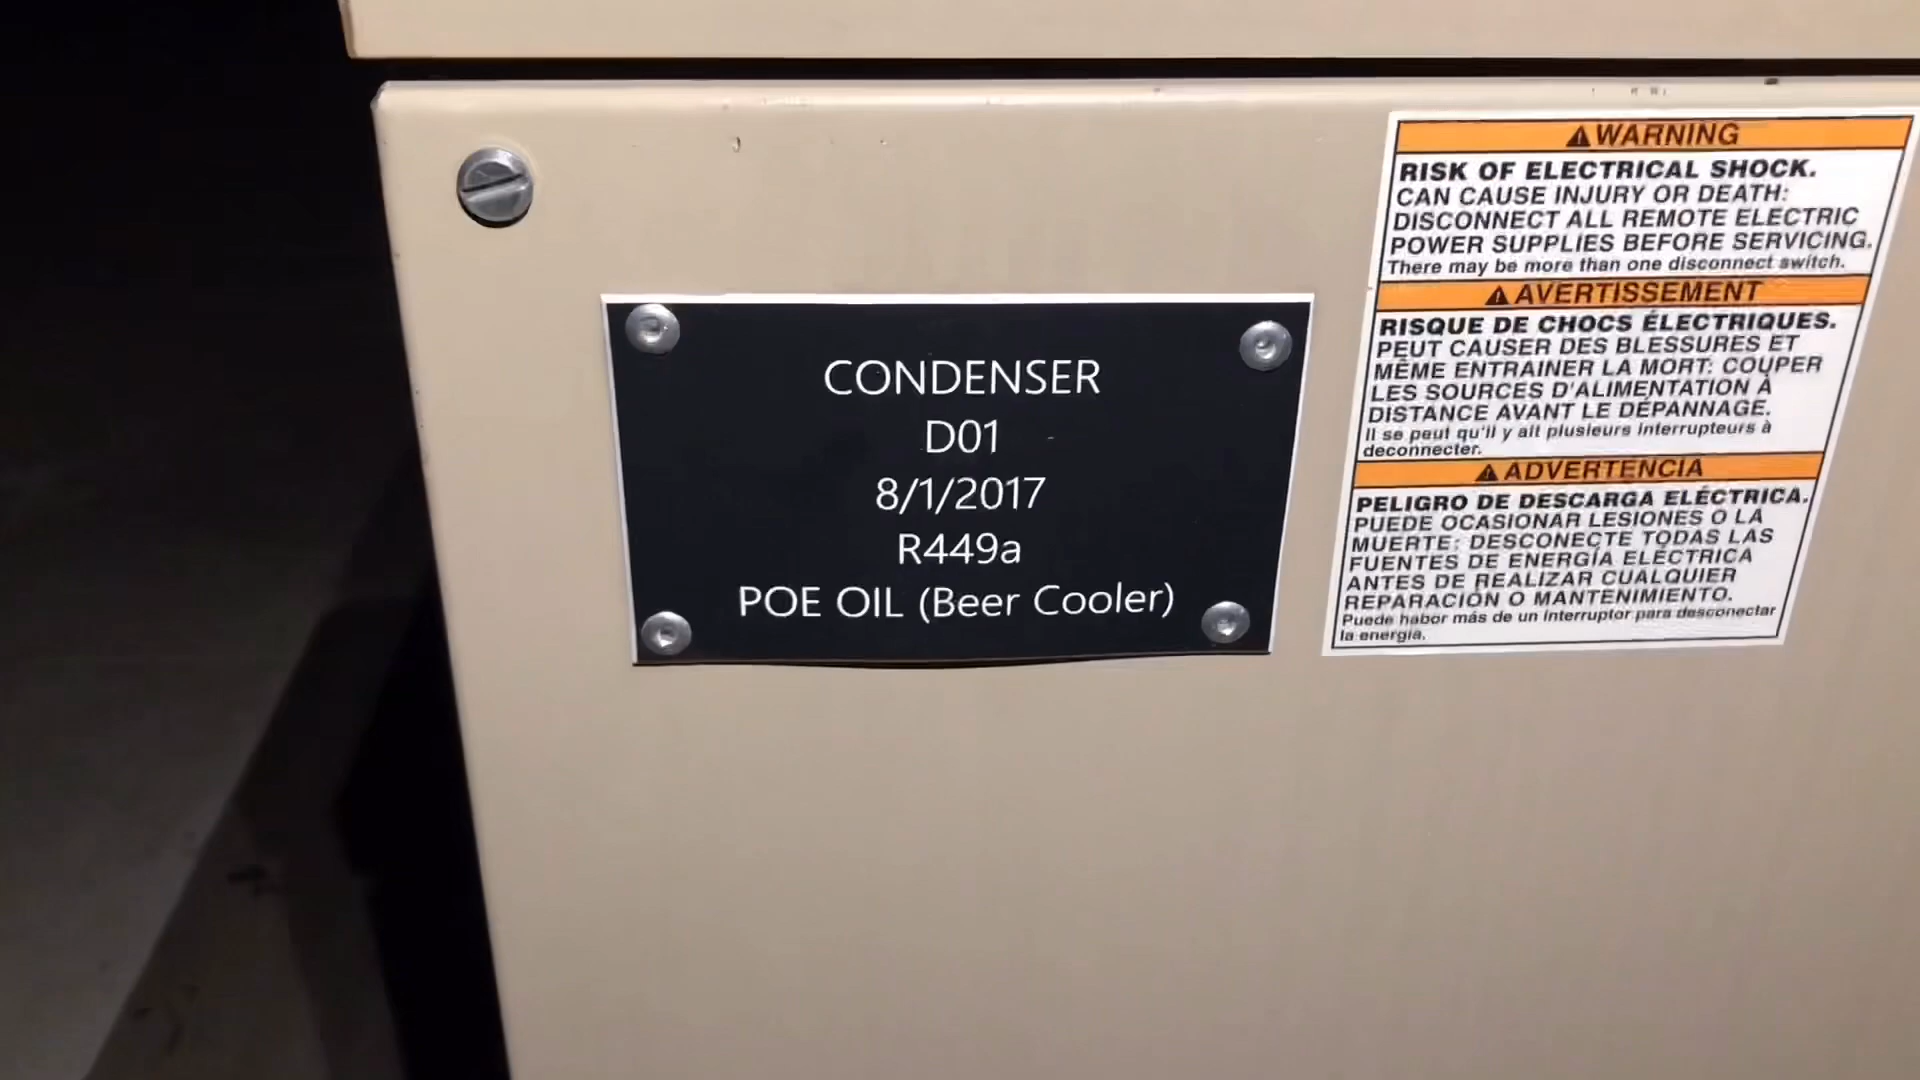 CONDENSER
D01
8/1/2017
R449a
POE OIL (Beer Cooler)
⚠WARNING
RISK OF ELECTRICAL SHOCK.
CAN CAUSE INJURY OR DEATH:
DISCONNECT ALL REMOTE ELECTRIC
POWER SUPPLIES BEFORE SERVICING.
There may be more than one disconnect switch.
⚠AVERTISSEMENT
RISQUE DE CHOCS ÉLECTRIQUES.
PEUT CAUSER DES BLESSURES ET
MÊME ENTRAINER LA MORT: COUPER
LES SOURCES D'ALIMENTATION À
DISTANCE AVANT LE DÉPANNAGE.
Il se peut qu'il y ait plusieurs interrupteurs à
deconnecter.
⚠ADVERTENCIA
PELIGRO DE DESCARGA ELÉCTRICA.
PUEDE OCASIONAR LESIONES O LA
MUERTE: DESCONECTE TODAS LAS
FUENTES DE ENERGÍA ELÉCTRICA
ANTES DE REALIZAR CUALQUIER
REPARACIÓN O MANTENIMIENTO.
Puede habor más de un interruptor para desconectar
la energia.